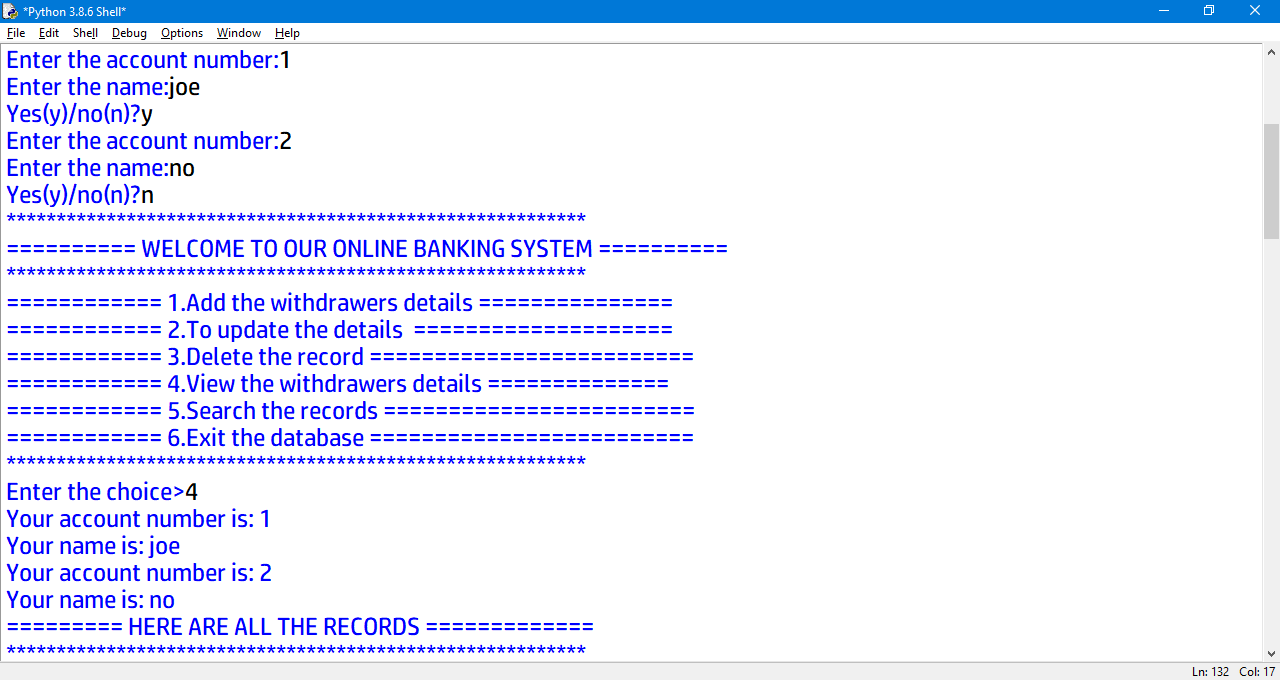 *Python 3.8.6 Shell*
File Edit Shell Debug Options Window Help
Enter the account number:1
Enter the name:joe
Yes(y)/no(n)?y
Enter the account number:2
Enter the name:no
Yes(y)/no(n)?n
**********************************************************
========== WELCOME TO OUR ONLINE BANKING SYSTEM ==========
**********************************************************
============ 1.Add the withdrawers details ===============
============ 2.To update the details  ====================
============ 3.Delete the record =========================
============ 4.View the withdrawers details ==============
============ 5.Search the records ========================
============ 6.Exit the database =========================
**********************************************************
Enter the choice>4
Your account number is: 1
Your name is: joe
Your account number is: 2
Your name is: no
========= HERE ARE ALL THE RECORDS =============
**********************************************************
Ln: 132 Col: 17